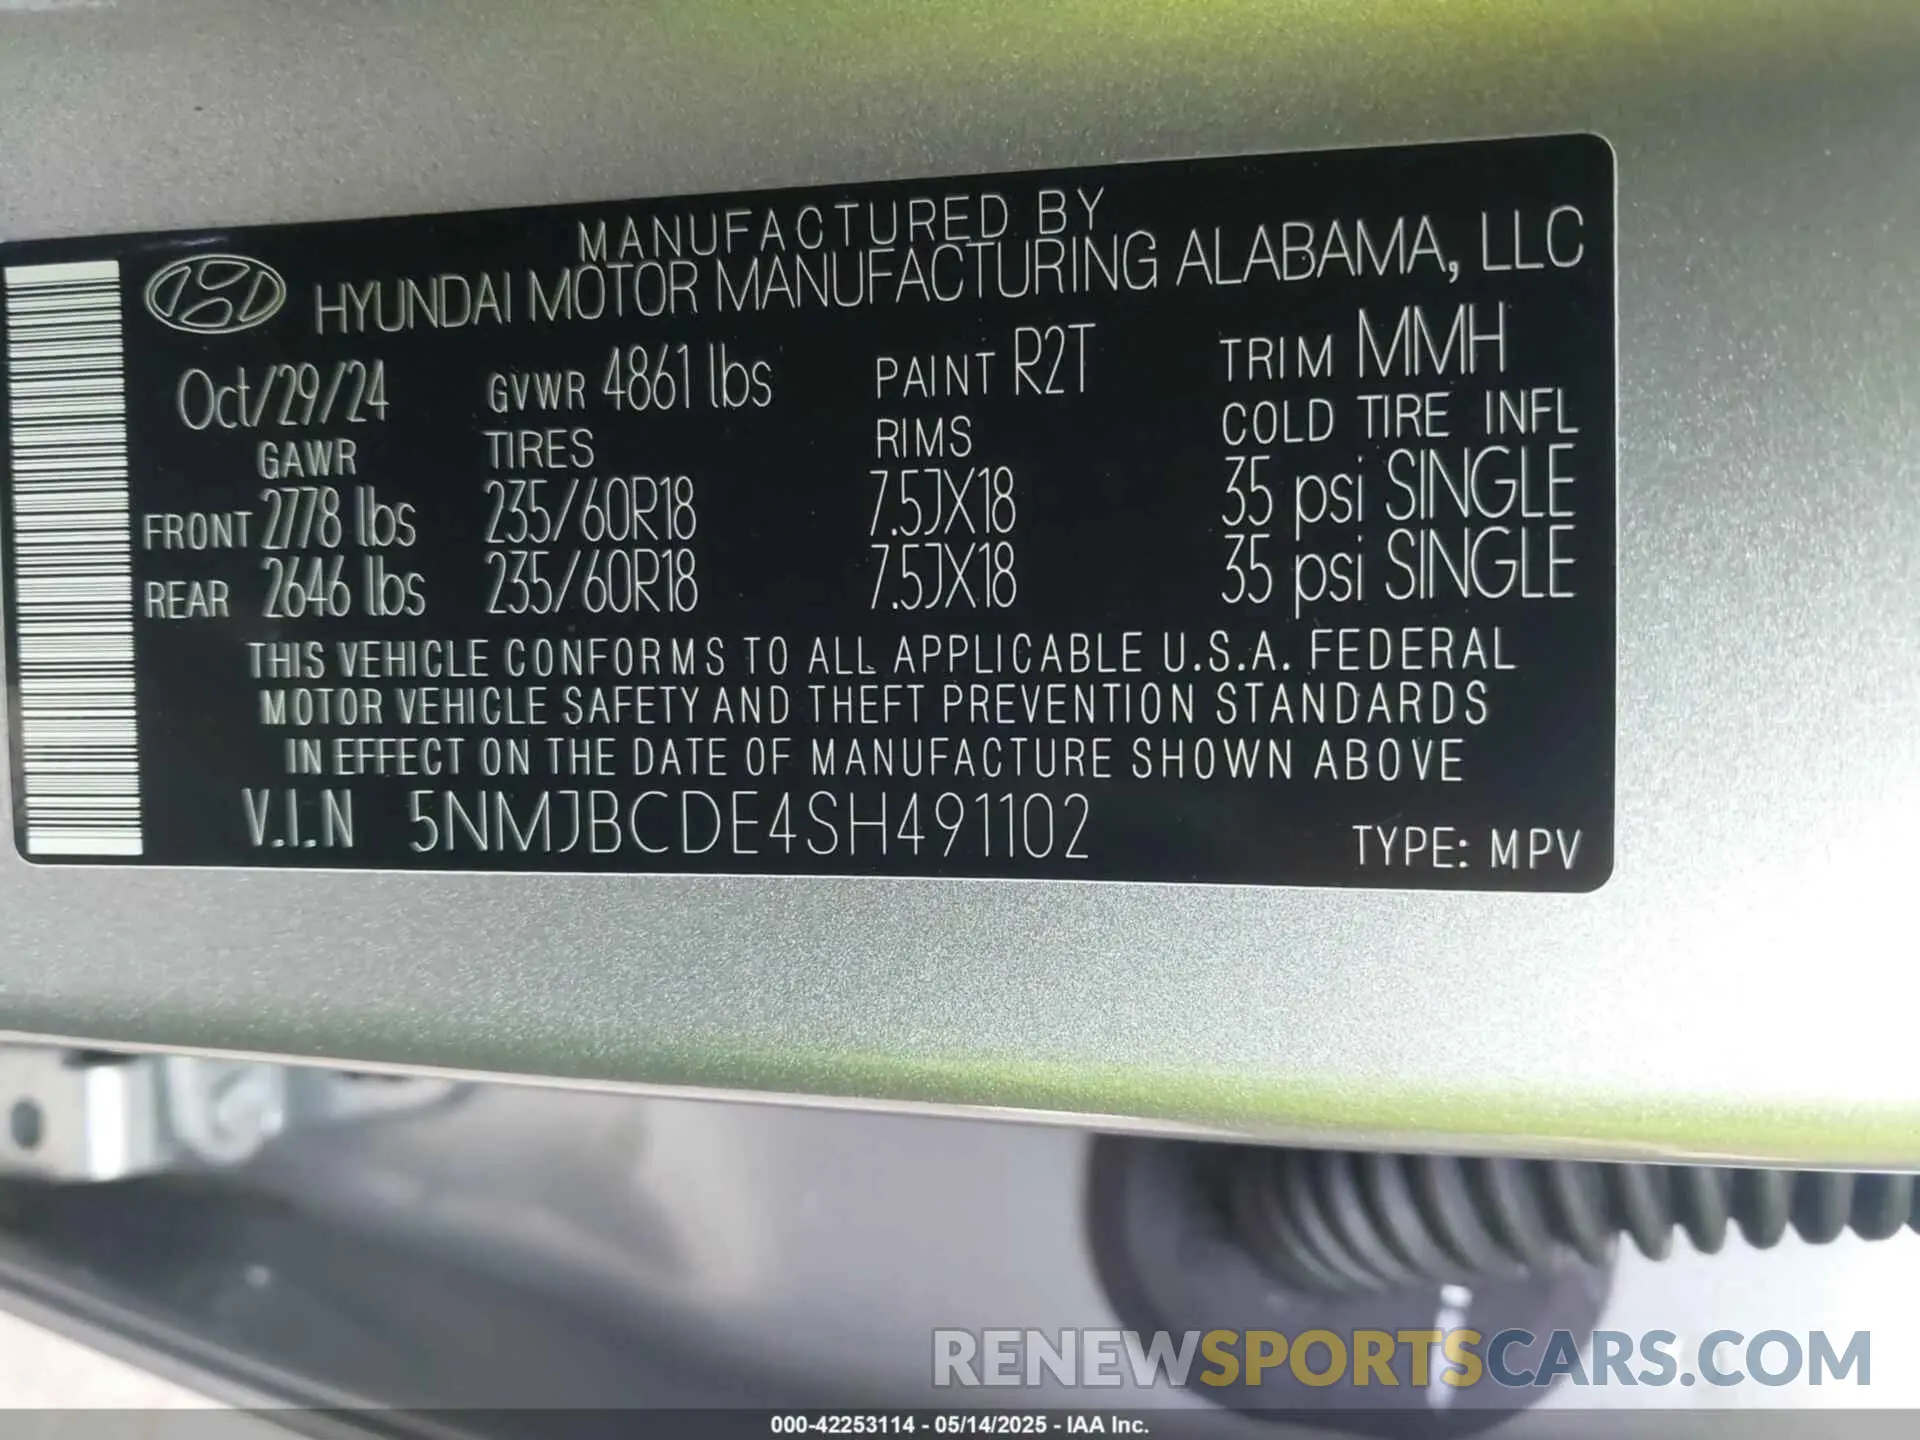 MANUFACTURED BY
HYUNDAI MOTOR MANUFACTURING ALABAMA, LLC
Oct/29/24 GVWR 4861 lbs PAINT R2T TRIM MMH
GAWR TIRES RIMS COLD TIRE INFL
FRONT 2778 lbs 235/60R18 7.5JX18 35 psi SINGLE
REAR 2646 lbs 235/60R18 7.5JX18 35 psi SINGLE
THIS VEHICLE CONFORMS TO ALL APPLICABLE U.S.A. FEDERAL
MOTOR VEHICLE SAFETY AND THEFT PREVENTION STANDARDS
IN EFFECT ON THE DATE OF MANUFACTURE SHOWN ABOVE
V.I.N 5NMJBCDE4SH491102 TYPE: MPV
RENEWSPORTSCARS.COM
000-42253114 - 05/14/2025 - IAA Inc.